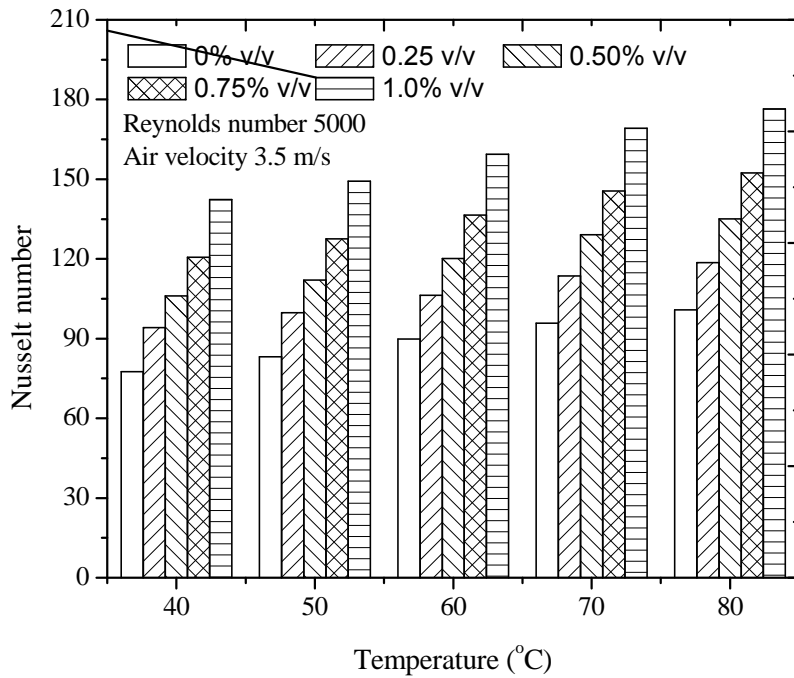 210
180
150
120
90
60
30
0
Nusselt number
0% v/v 0.25 v/v 0.50% v/v
0.75% v/v 1.0% v/v
Reynolds number 5000
Air velocity 3.5 m/s
40 50 60 70 80
Temperature (°C)